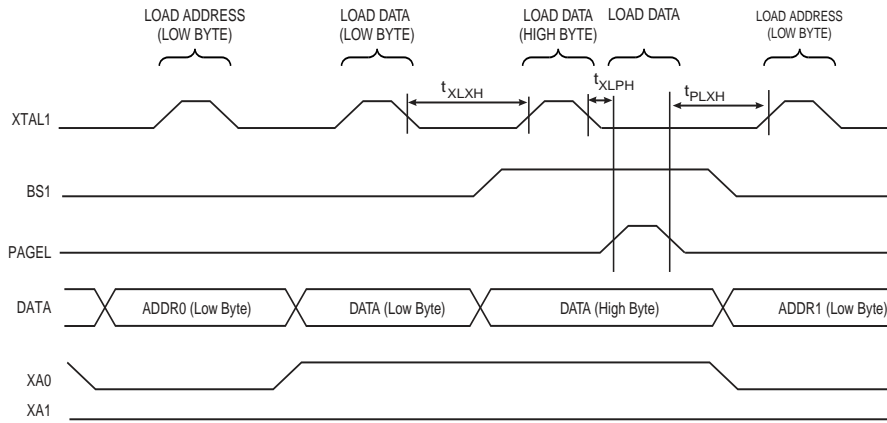 LOAD ADDRESS
(LOW BYTE)
LOAD DATA
(LOW BYTE)
LOAD DATA
(HIGH BYTE)
LOAD DATA
LOAD ADDRESS
(LOW BYTE)
tXLXH
tXLPH
tPLXH
XTAL1
BS1
PAGEL
DATA
ADDR0 (Low Byte)
DATA (Low Byte)
DATA (High Byte)
ADDR1 (Low Byte)
XA0
XA1